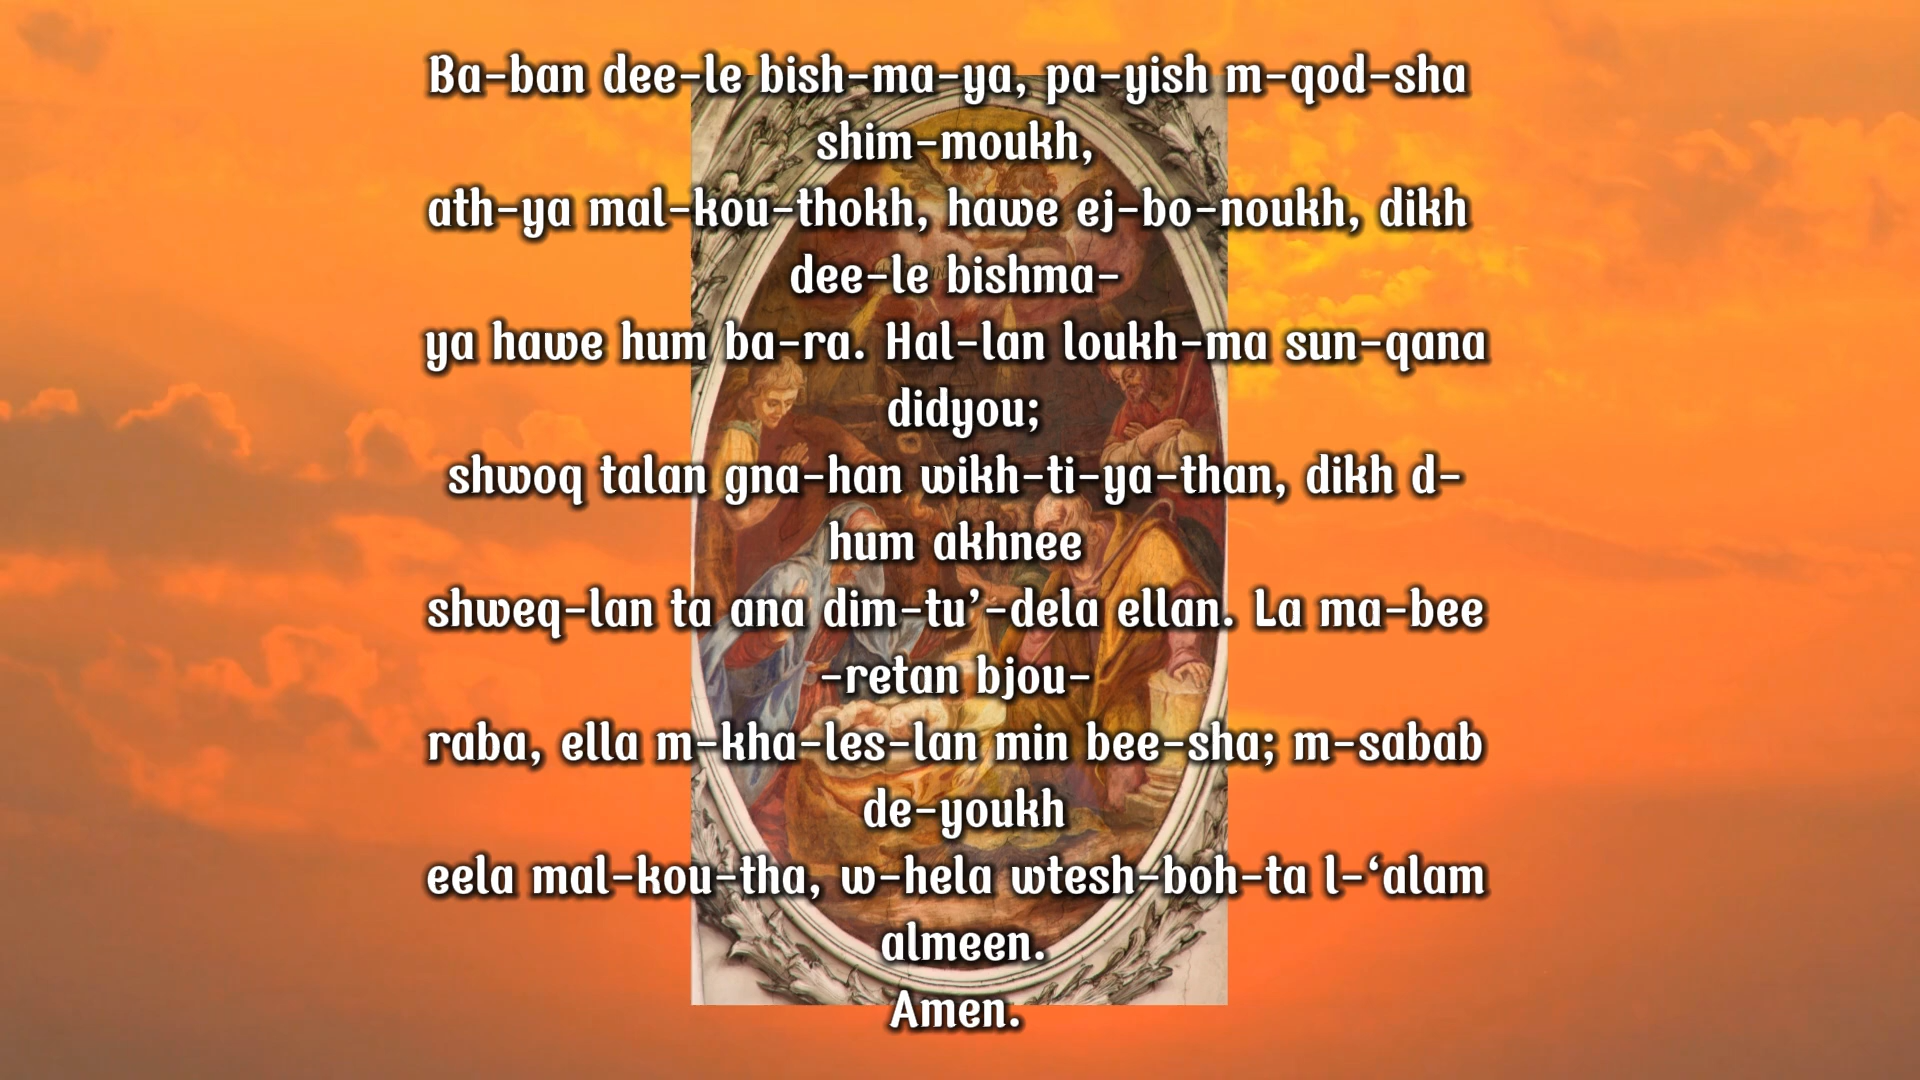 Ba-ban dee-le bish-ma-ya, pa-yish m-qod-sha
shim-moukh,
ath-ya mal-kou-thokh, hawe ej-bo-noukh, dikh
dee-le bishma-
ya hawe hum ba-ra. Hal-lan loukh-ma sun-qana
didyou;
shwoq talan gna-han wikh-ti-ya-than, dikh d-
hum akhnee
shweq-lan ta ana dim-tu’-dela ellan. La ma-bee
-retan bjou-
raba, ella m-kha-les-lan min bee-sha; m-sabab
de-youkh
eela mal-kou-tha, w-hela wtesh-boh-ta l-‘alam
almeen.
Amen.